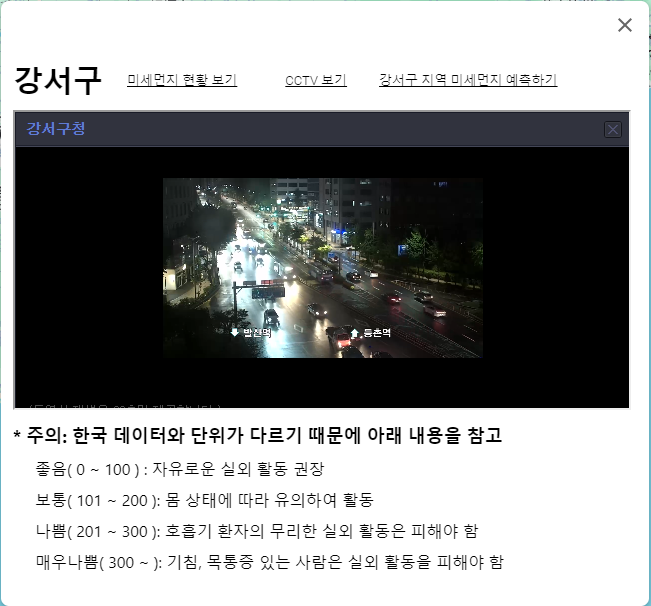 강서구 미세먼지 현황 보기 CCTV 보기 강서구 지역 미세먼지 예측하기
강서구청
발산역 등촌역
* 주의: 한국 데이터와 단위가 다르기 때문에 아래 내용을 참고
좋음( 0 ~ 100 ) : 자유로운 실외 활동 권장
보통( 101 ~ 200 ): 몸 상태에 따라 유의하여 활동
나쁨( 201 ~ 300 ): 호흡기 환자의 무리한 실외 활동은 피해야 함
매우나쁨( 300 ~ ): 기침, 목통증 있는 사람은 실외 활동을 피해야 함